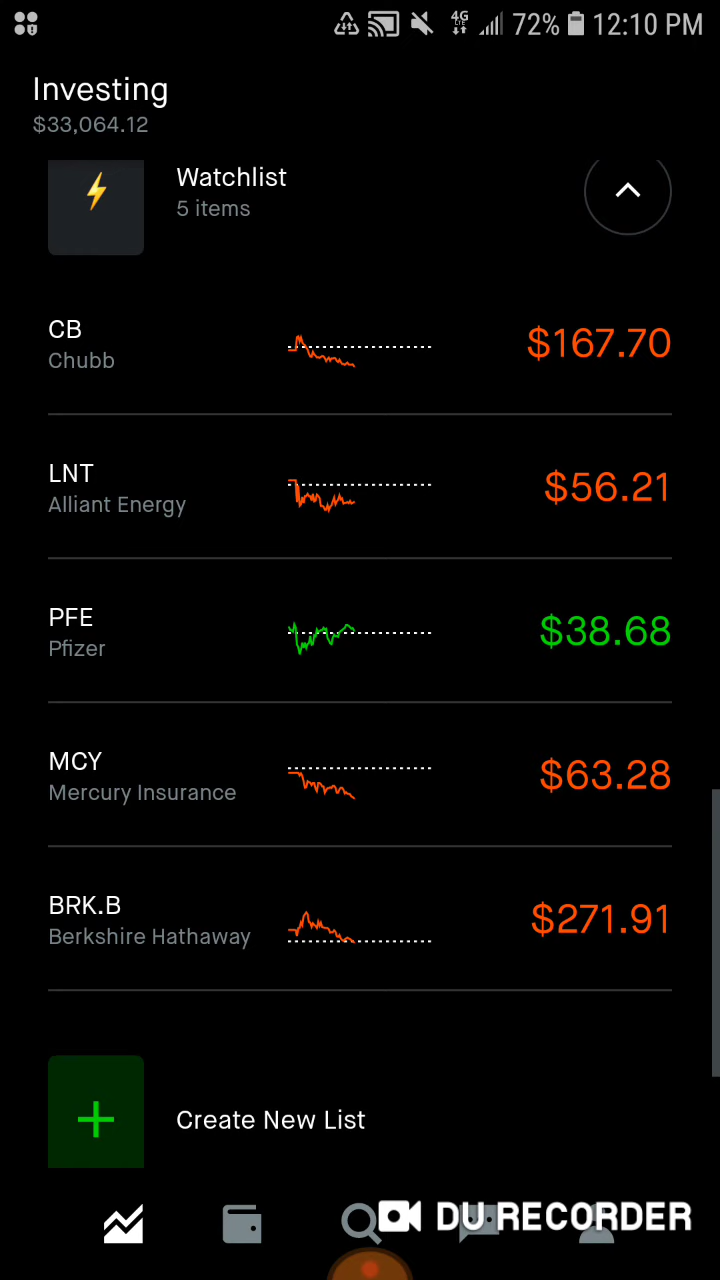 4G
LTE
72%
12:10 PM
Investing
$33,064.12
Watchlist
5 items
CB
Chubb
$167.70
LNT
Alliant Energy
$56.21
PFE
Pfizer
$38.68
MCY
Mercury Insurance
$63.28
BRK.B
Berkshire Hathaway
$271.91
Create New List
DU RECORDER